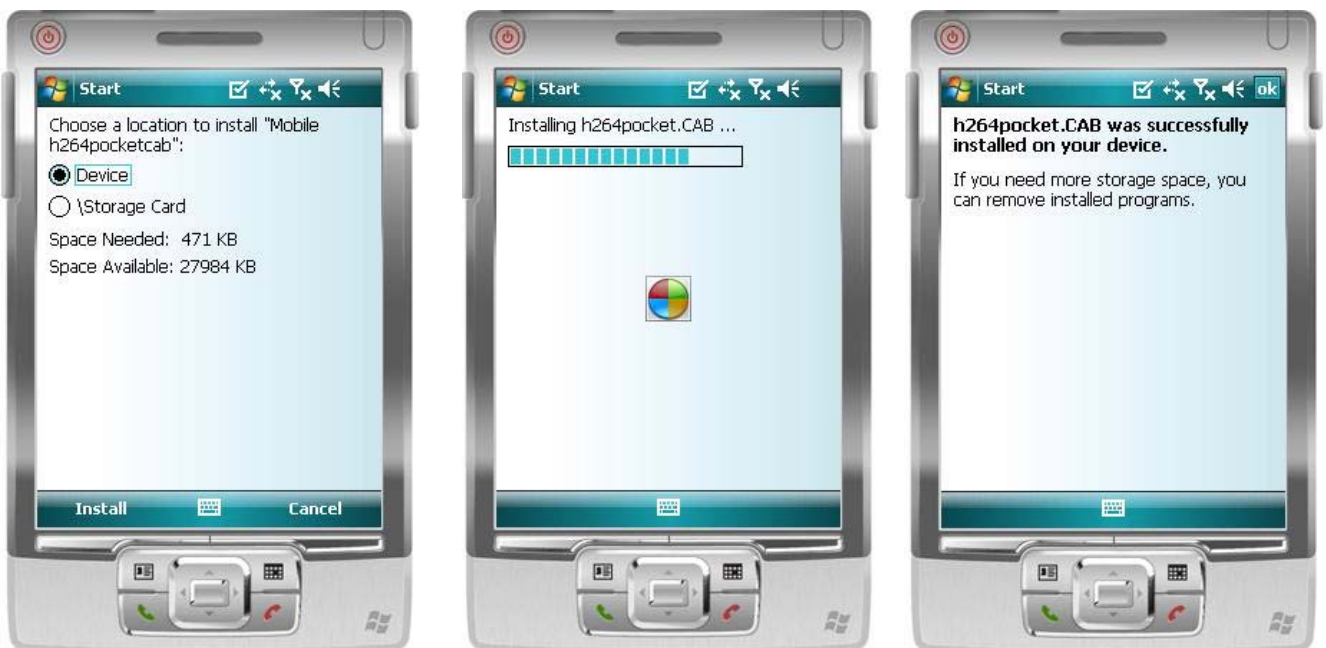 Start
Choose a location to install "Mobile
h264pocketcab":
Device
\Storage Card
Space Needed: 471 KB
Space Available: 27984 KB
Install
Cancel
Start
Installing h264pocket.CAB ...
Start
ok
h264pocket.CAB was successfully
installed on your device.
If you need more storage space, you
can remove installed programs.